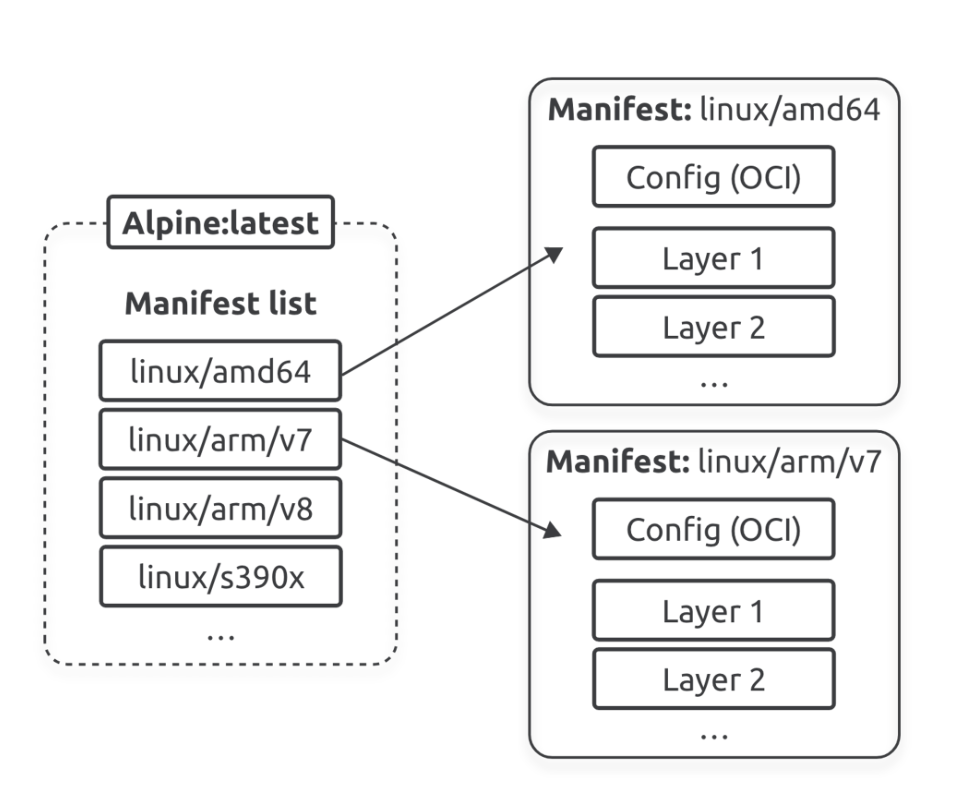 Alpine:latest
Manifest list
linux/amd64
linux/arm/v7
linux/arm/v8
linux/s390x
...
Manifest: linux/amd64
Config (OCI)
Layer 1
Layer 2
...
Manifest: linux/arm/v7
Config (OCI)
Layer 1
Layer 2
...